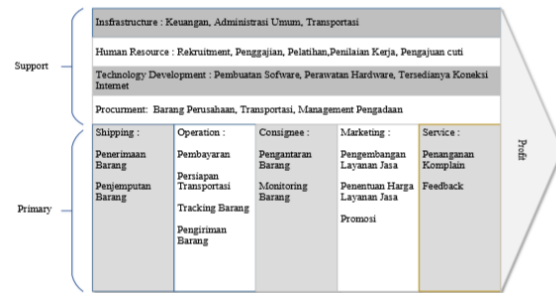 Insfrastructure : Keuangan, Administrasi Umum, Transportasi
Human Resource : Rekruitment, Penggajian, Pelatihan,Penilaian Kerja, Pengajuan cuti
Support
Technology Development : Pembuatan Sofware, Perawatan Hardware, Tersedianya Koneksi
Internet
Procurment: Barang Perusahaan, Transportasi, Management Pengadaan
Shipping :
Penerimaan
Barang
Penjemputan
Barang
Operation :
Pembayaran
Persiapan
Transportasi
Tracking Barang
Pengiriman
Barang
Consignee :
Pengantaran
Barang
Monitoring
Barang
Marketing :
Pengembangan
Layanan Jasa
Penentuan Harga
Layanan Jasa
Promosi
Service :
Penanganan
Komplain
Feedback
Primary
Profit